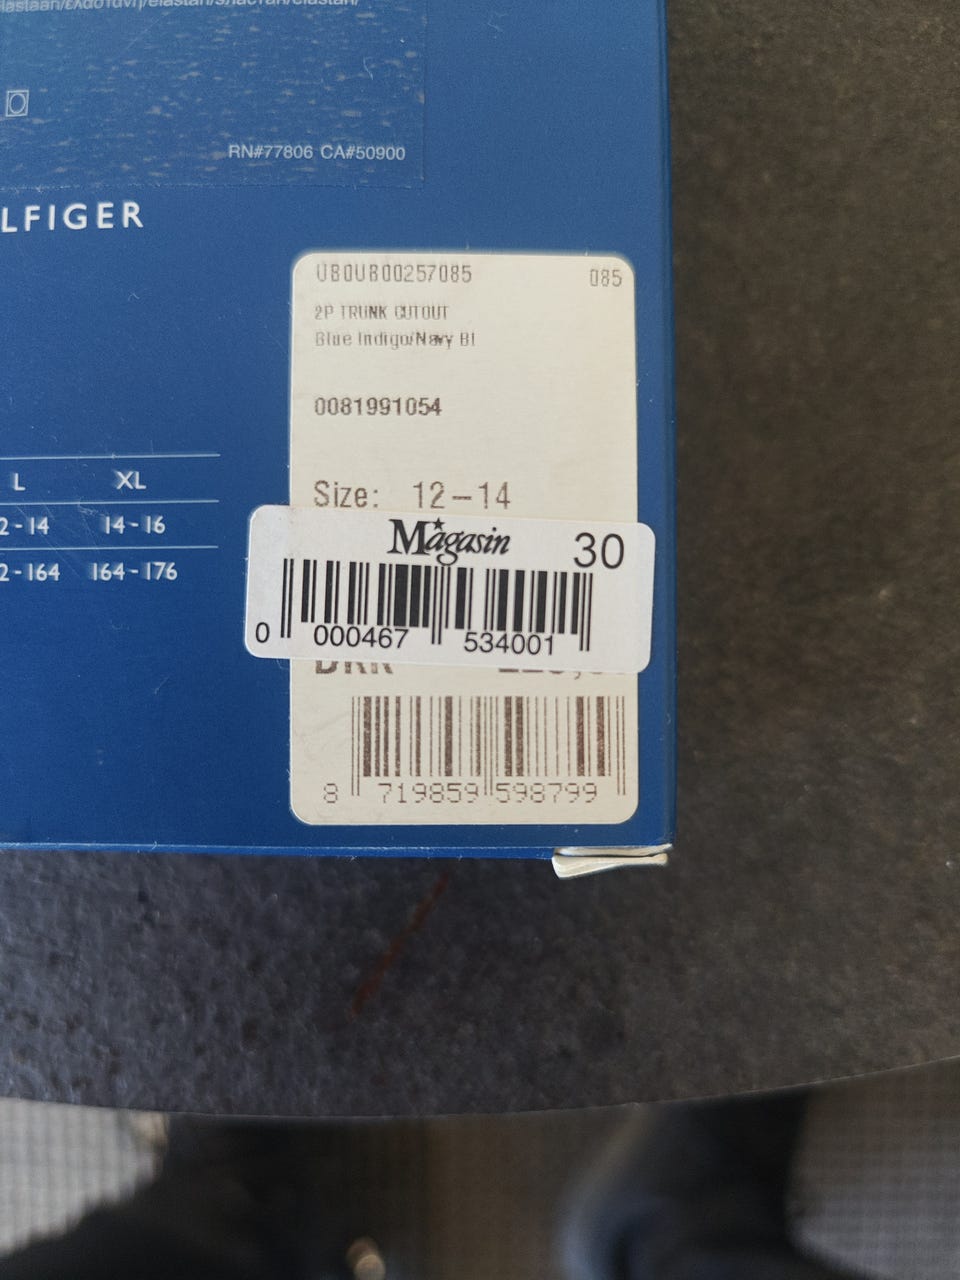 RN#77806 CA#50900
LFIGER
UB0UB00257085 085
2P TRUNK CUTOUT
Blue Indigo/Navy Bl
0081991054
L XL
Size: 12-14
2-14 14-16
2-164 164-176
Magasin 30
0 000467 534001
DKK
8 719859 598799